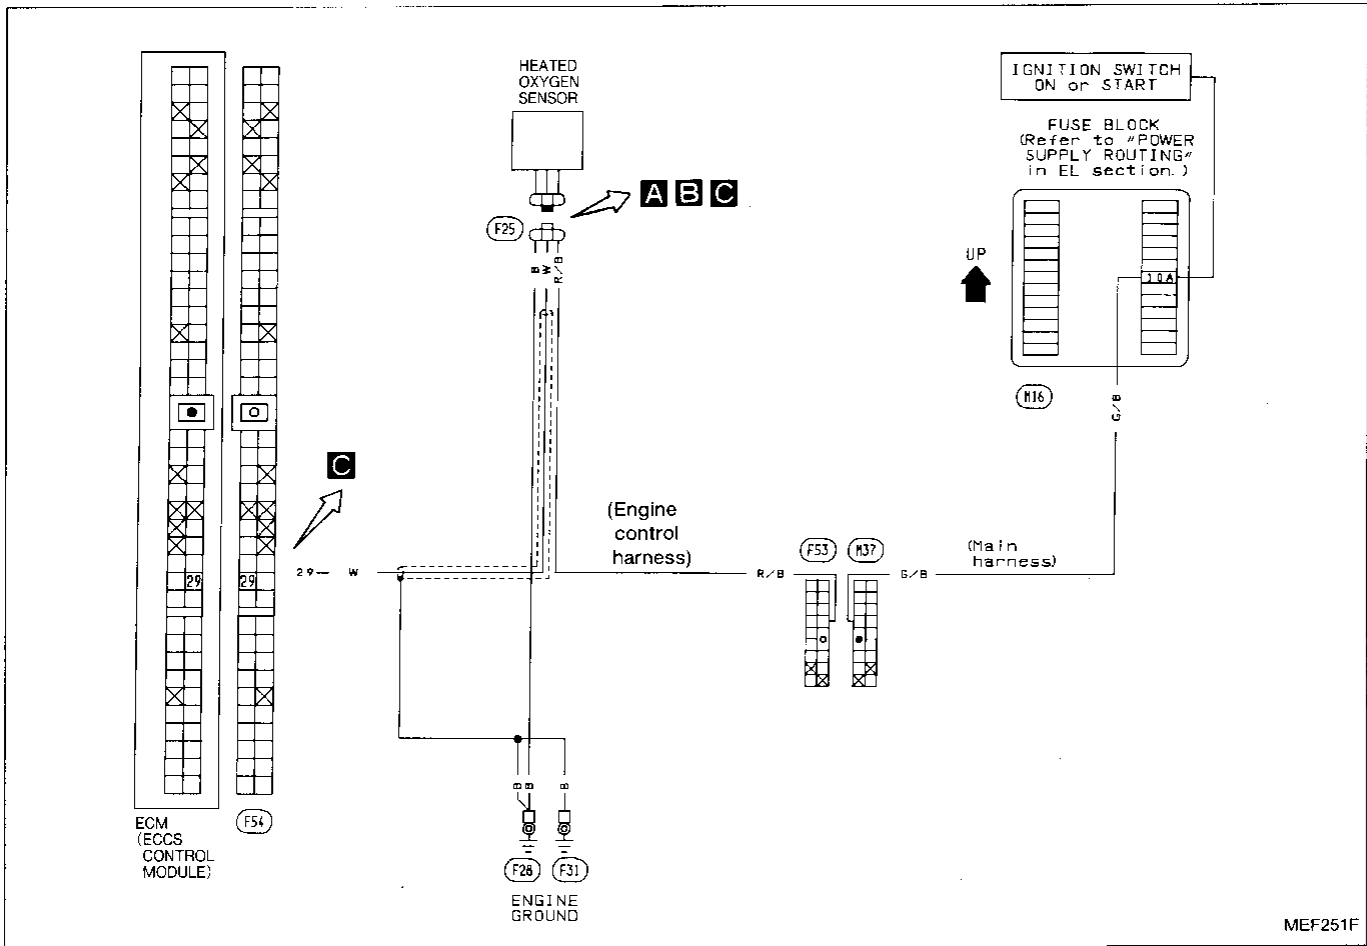 HEATED
OXYGEN
SENSOR
IGNITION SWITCH
ON or START
FUSE BLOCK
(Refer to "POWER
SUPPLY ROUTING"
in EL section.)
A B C
F25
B
W
R/B
UP
10A
M16
G/B
C
(Engine
control
harness)
F53
M37
(Main
harness)
29
29
29
W
R/B
G/B
B
B
B
ECM
(ECCS
CONTROL
MODULE)
F54
F28
F31
ENGINE
GROUND
MEF251F